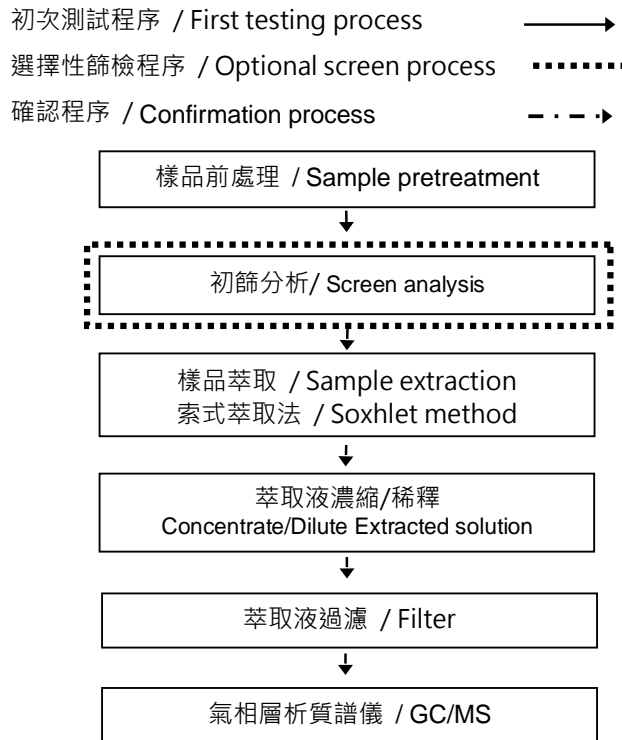 初次測試程序 / First testing process
選擇性篩檢程序 / Optional screen process
確認程序 / Confirmation process
樣品前處理 / Sample pretreatment
初篩分析/ Screen analysis
樣品萃取 / Sample extraction
索式萃取法 / Soxhlet method
萃取液濃縮/稀釋
Concentrate/Dilute Extracted solution
萃取液過濾 / Filter
氣相層析質譜儀 / GC/MS